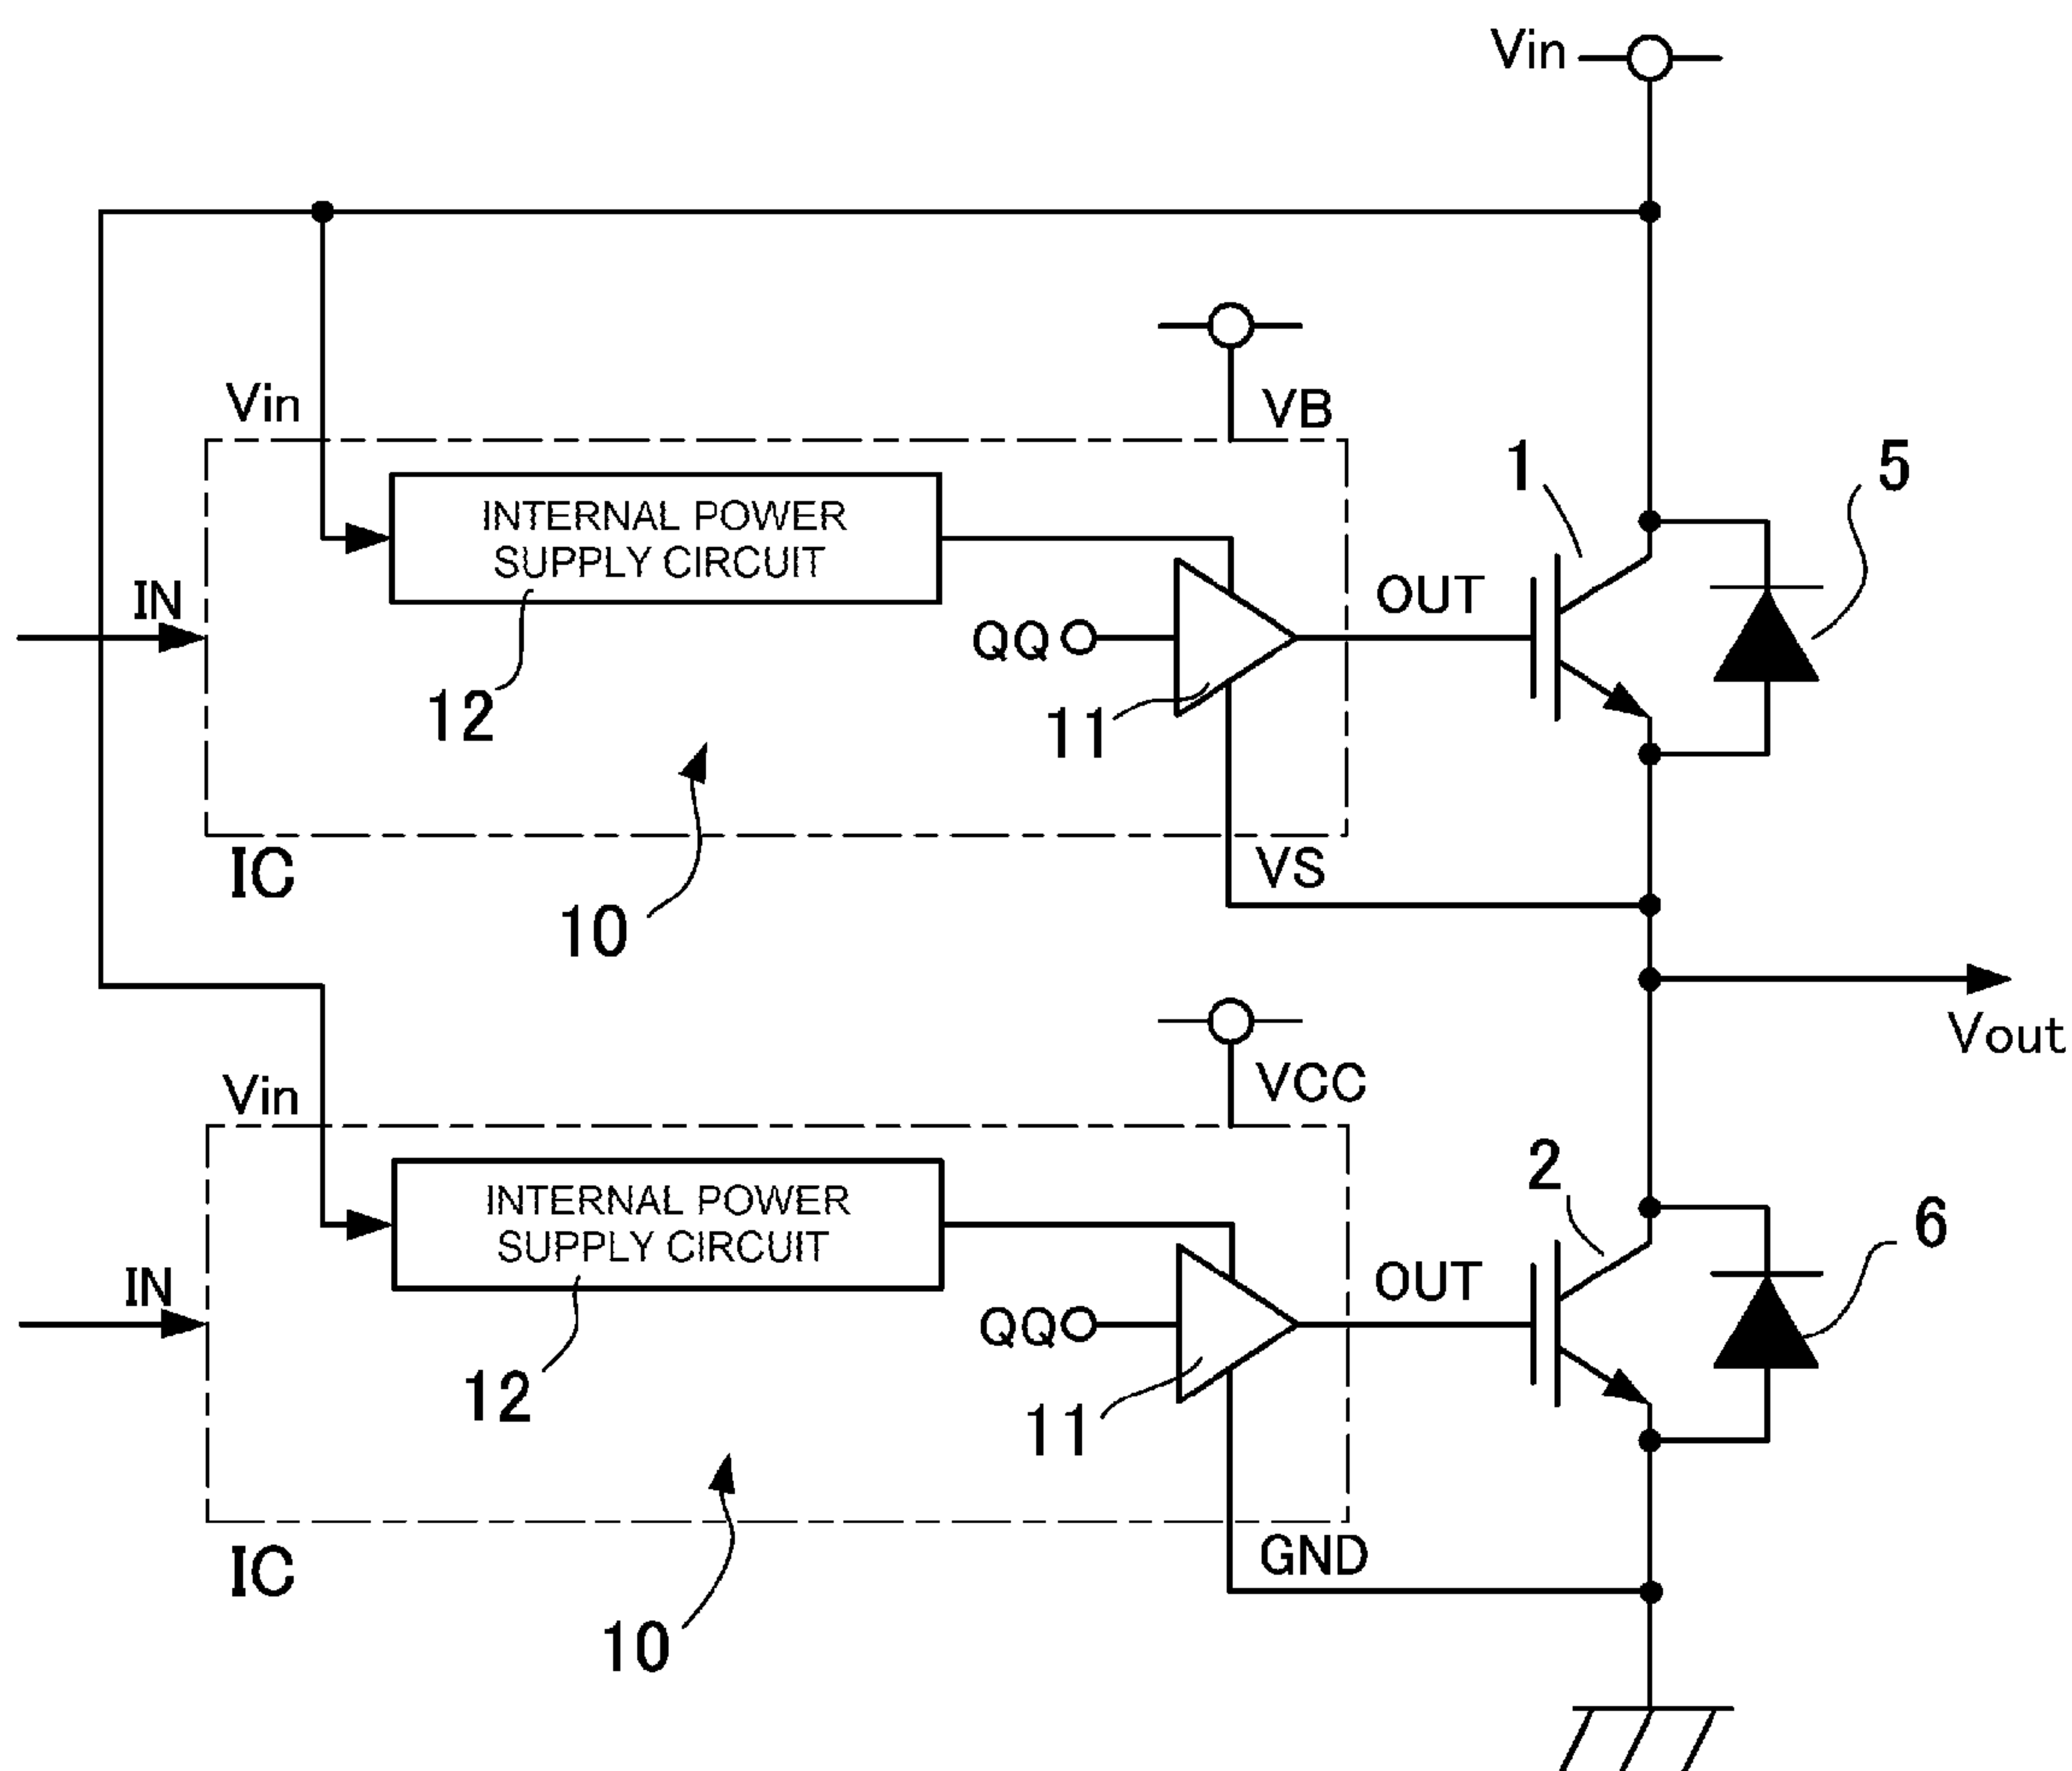 Vin
Vin
VB
1
5
INTERNAL POWER
SUPPLY CIRCUIT
IN
OUT
QQ
12
11
IC
VS
10
Vout
Vin
VCC
2
6
INTERNAL POWER
SUPPLY CIRCUIT
IN
OUT
QQ
12
11
IC
GND
10